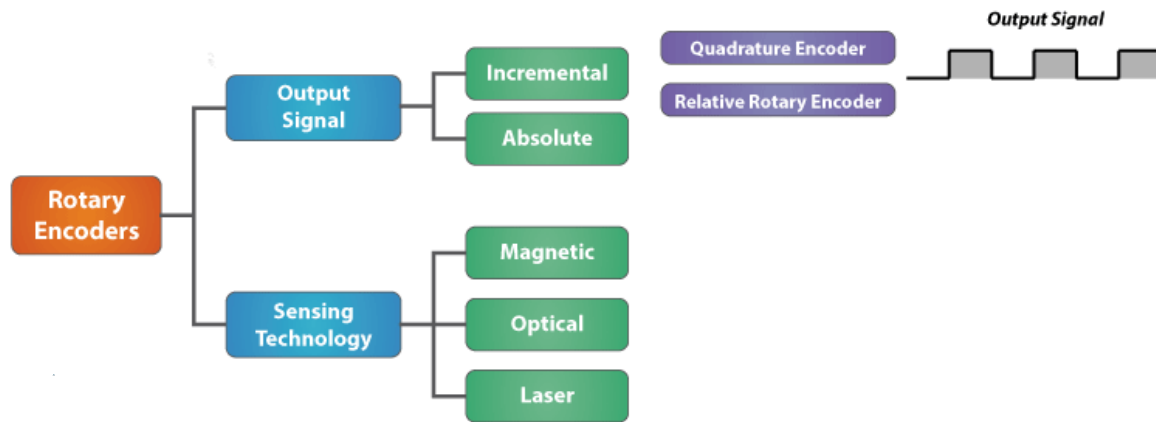 Output Signal
Quadrature Encoder
Incremental
Output
Signal
Relative Rotary Encoder
Absolute
Rotary
Encoders
Magnetic
Sensing
Technology
Optical
Laser